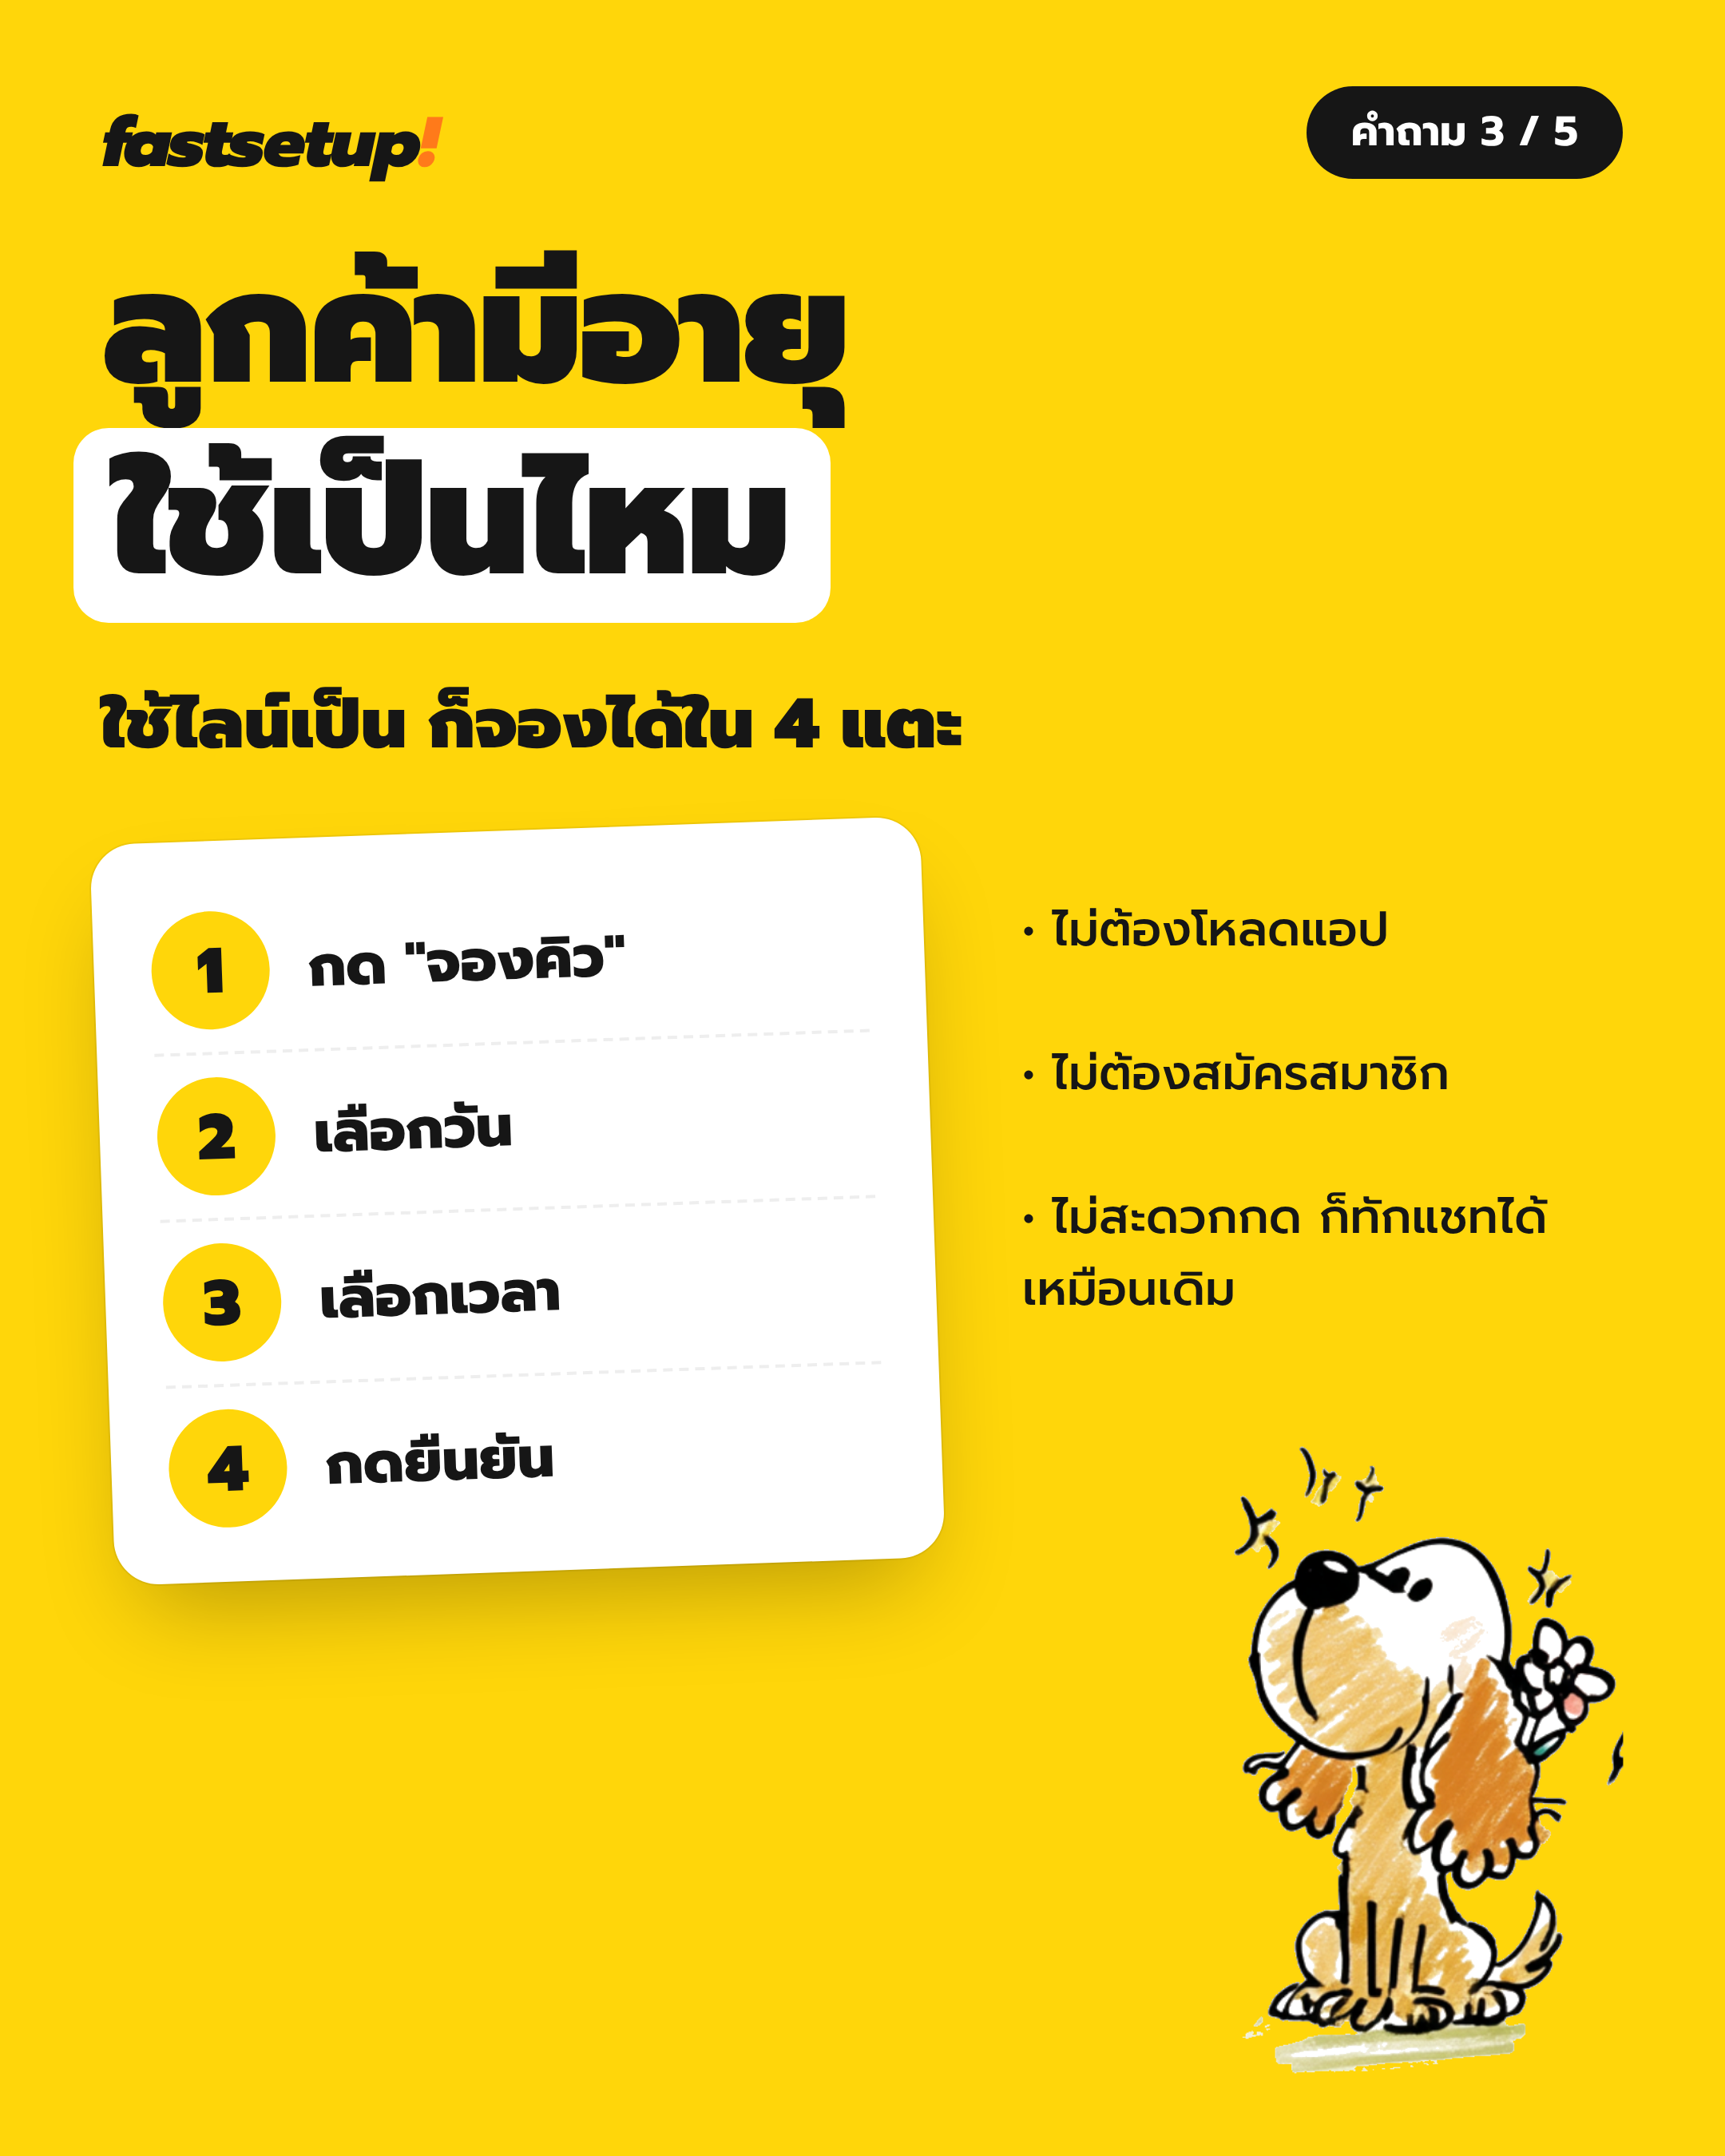 fastsetup!
คำถาม 3 / 5
ลูกค้ามีอายุ
ใช้เป็นไหม
ใช้ไลน์เป็น ก็จองได้ใน 4 แตะ
1 กด "จองคิว"
2 เลือกวัน
3 เลือกเวลา
4 กดยืนยัน
· ไม่ต้องโหลดแอป
· ไม่ต้องสมัครสมาชิก
· ไม่สะดวกกด ก็ทักแชทได้
เหมือนเดิม